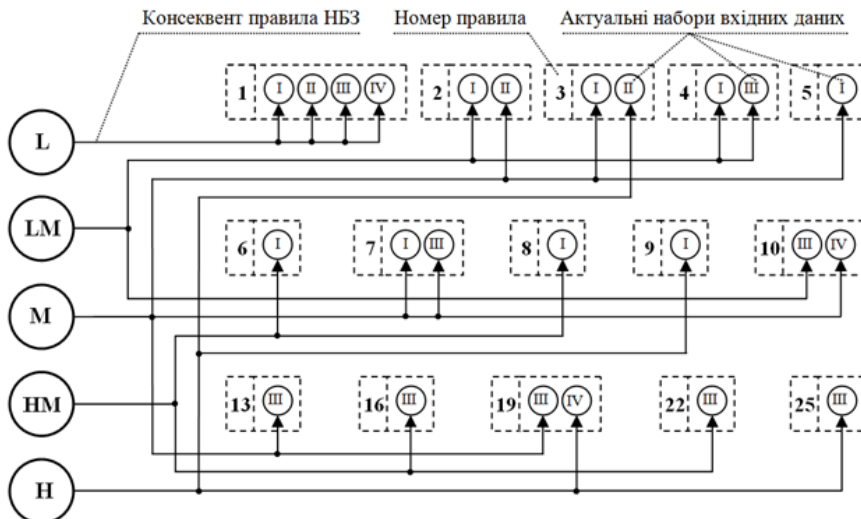 Консеквент правила НБЗ Номер правила Актуальні набори вхідних даних
1 I II III IV 2 I II 3 I II 4 I III 5 I
L
LM
6 I 7 I III 8 I 9 I 10 III IV
M
HM
13 III 16 III 19 III IV 22 III 25 III
H